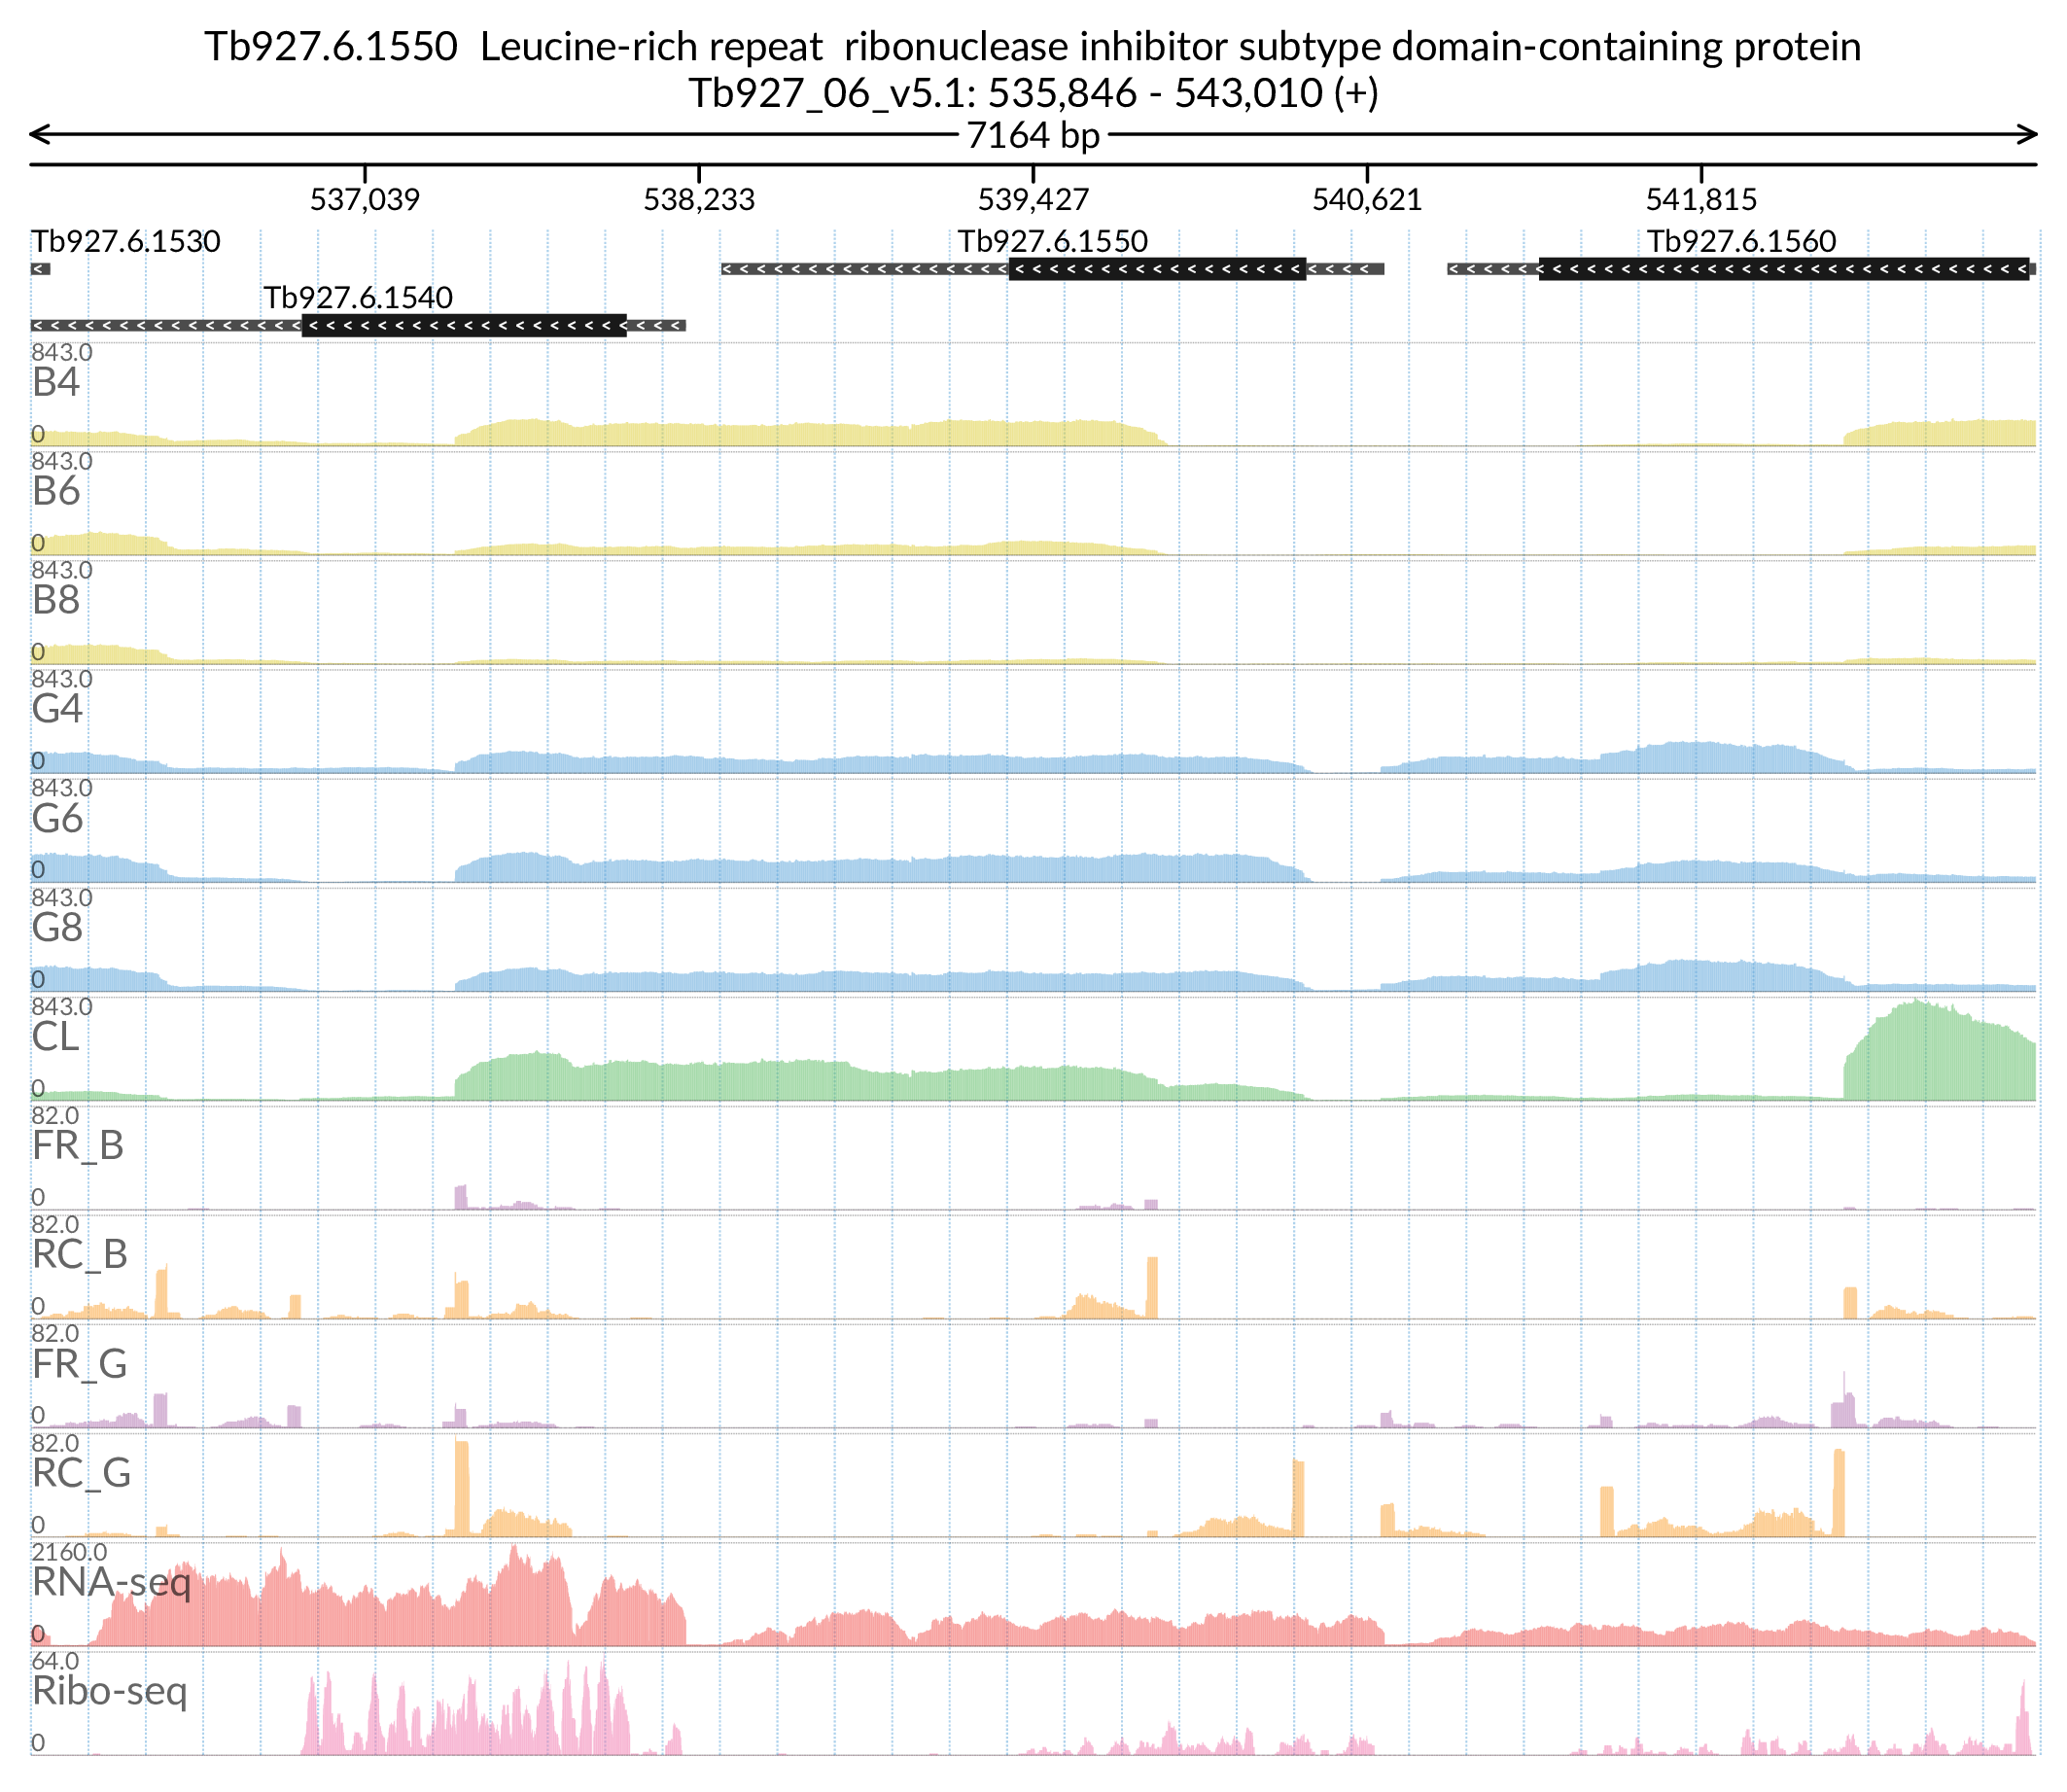 Tb927.6.1550  Leucine-rich repeat  ribonuclease inhibitor subtype domain-containing protein
Tb927_06_v5.1: 535,846 - 543,010 (+)
7164 bp
537,039 538,233 539,427 540,621 541,815
Tb927.6.1530 Tb927.6.1550 Tb927.6.1560
Tb927.6.1540
843.0
B4
0
843.0
B6
0
843.0
B8
0
843.0
G4
0
843.0
G6
0
843.0
G8
0
843.0
CL
0
82.0
FR_B
0
82.0
RC_B
0
82.0
FR_G
0
82.0
RC_G
0
2160.0
RNA-seq
0
64.0
Ribo-seq
0